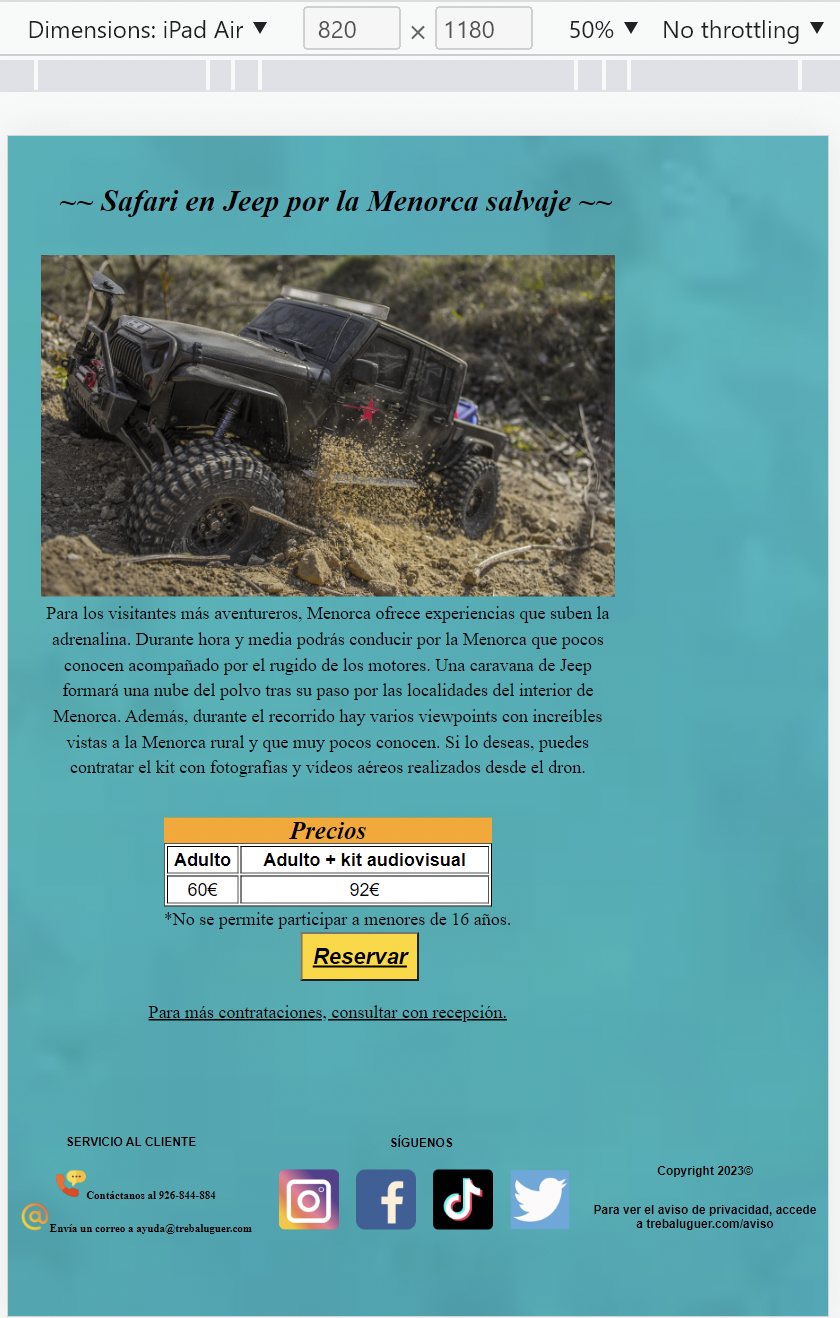 Dimensions: iPad Air ▼ 820 × 1180 50% ▼ No throttling ▼
~~ Safari en Jeep por la Menorca salvaje ~~
Para los visitantes más aventureros, Menorca ofrece experiencias que suben la
adrenalina. Durante hora y media podrás conducir por la Menorca que pocos
conocen acompañado por el rugido de los motores. Una caravana de Jeep
formará una nube del polvo tras su paso por las localidades del interior de
Menorca. Además, durante el recorrido hay varios viewpoints con increíbles
vistas a la Menorca rural y que muy pocos conocen. Si lo deseas, puedes
contratar el kit con fotografías y vídeos aéreos realizados desde el dron.
Precios
Adulto Adulto + kit audiovisual
60€ 92€
*No se permite participar a menores de 16 años.
Reservar
Para más contrataciones, consultar con recepción.
SERVICIO AL CLIENTE
Contáctanos al 926-844-884
@ Envía un correo a ayuda@trebaluguer.com
SÍGUENOS
Copyright 2023©
Para ver el aviso de privacidad, accede
a trebaluguer.com/aviso